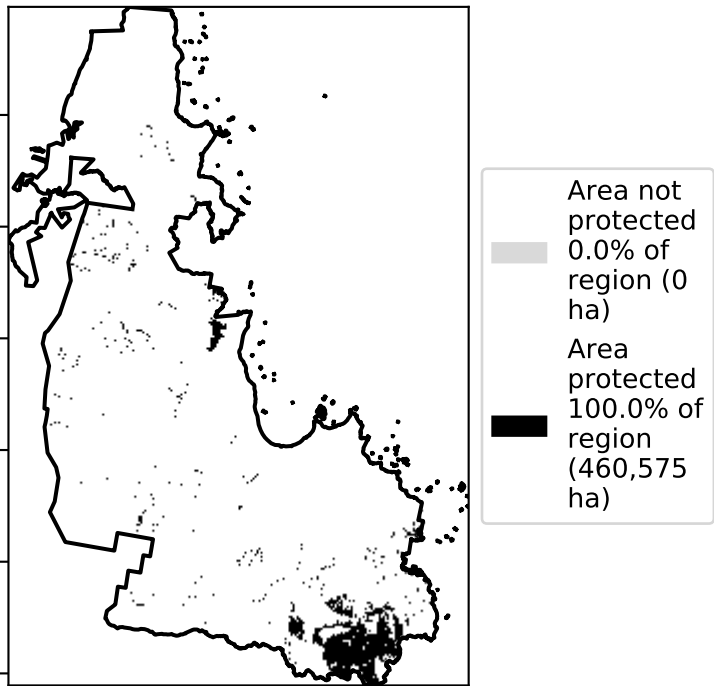 Area not
protected
0.0% of
region (0
ha)
Area
protected
100.0% of
region
(460,575
ha)